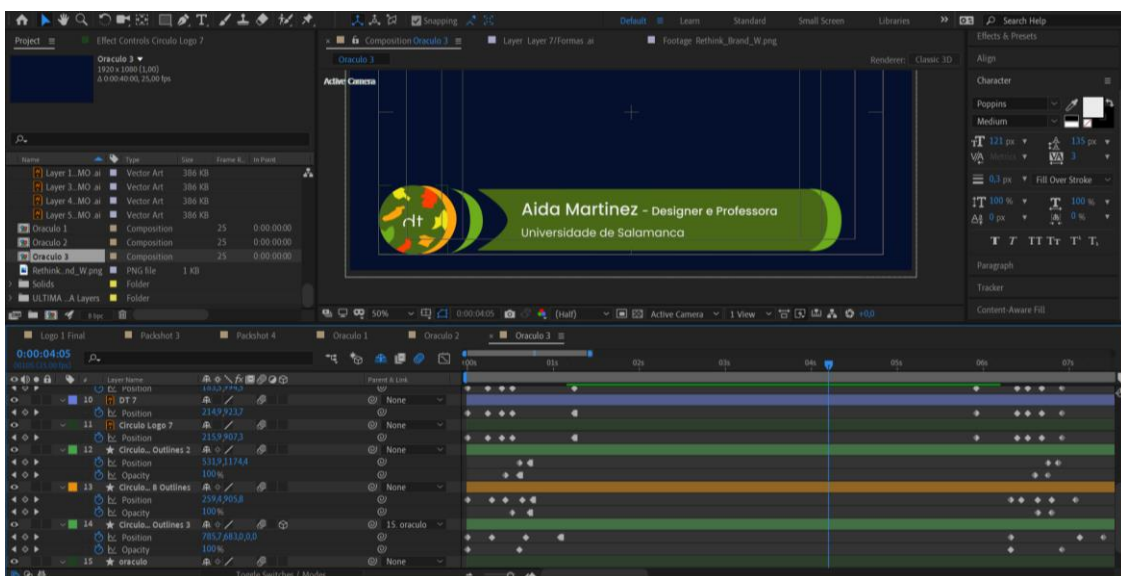 Snapping
Default
Learn
Standard
Small Screen
Libraries
Search Help
Project
Effect Controls Circulo Logo 7
Composition Oraculo 3
Layer Layer 7/Formas .ai
Footage Rethink_Brand_W.png
Effects & Presets
Oraculo 3
1920 x 1080 (1,00)
Δ 0:00:40:00, 25,00 fps
Oraculo 3
Renderer: Classic 3D
Active Camera
Align
Character
Poppins
Medium
121 px
135 px
Metrics
3
0,3 px
Fill Over Stroke
100 %
100 %
0 px
0 %
T T TT Tr T¹ T₁
Paragraph
Tracker
Content-Aware Fill
Name
Type
Size
Frame R...
In Point
Layer 1...MO .ai Vector Art 386 KB
Layer 3...MO .ai Vector Art 386 KB
Layer 4...MO .ai Vector Art 386 KB
Layer 5...MO .ai Vector Art 386 KB
Oraculo 1 Composition 25 0:00:00:00
Oraculo 2 Composition 25 0:00:00:00
Oraculo 3 Composition 25 0:00:00:00
Rethink...nd_W.png PNG file 1 KB
Solids Folder
ULTIMA ...A Layers Folder
8 bpc
dt
Aida Martinez - Designer e Professora
Universidade de Salamanca
50%
0:00:04:05
(Half)
Active Camera
1 View
+0,0
Logo 1 Final
Packshot 3
Packshot 4
Oraculo 1
Oraculo 2
Oraculo 3
0:00:04:05
01s
02s
03s
04s
05s
06s
07s
# Layer Name
Parent & Link
Position
10 DT 7 None
Position 214,9,923,7
11 Circulo Logo 7 None
Position 215,9,907,3
12 Circulo... Outlines 2 None
Position 531,9,1174,4
Opacity 100%
13 Circulo... 8 Outlines None
Position 259,4,905,8
Opacity 100%
14 Circulo... Outlines 3 15. oraculo
Position 785,7,683,0,0,0
Opacity 100%
15 oraculo None
Toggle Switches / Modes